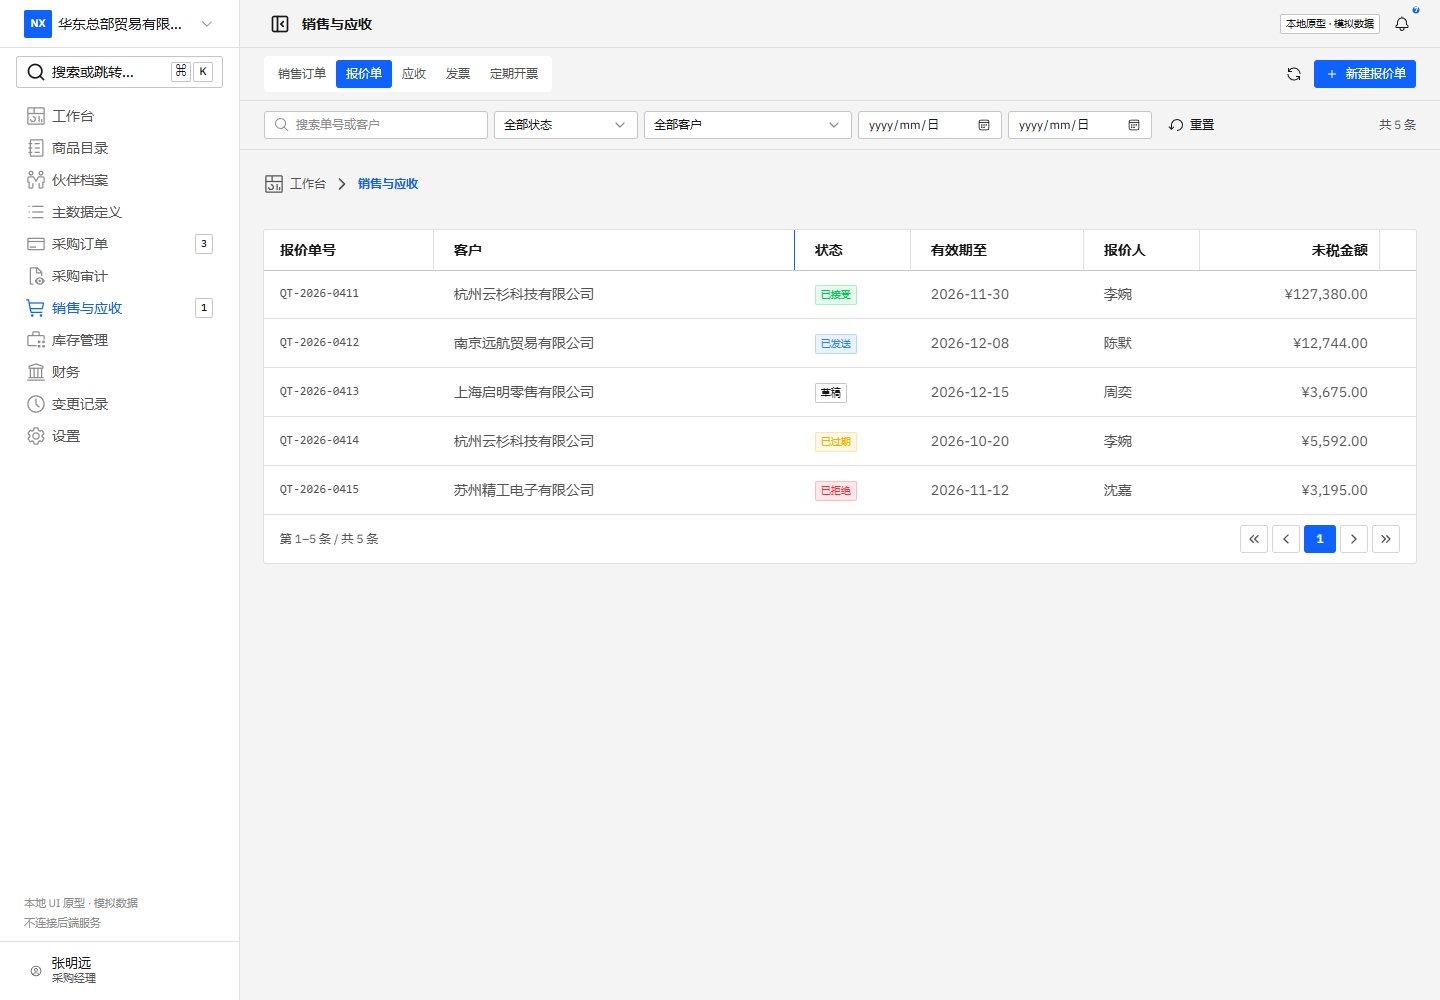 NX 华东总部贸易有限...
搜索或跳转... ⌘ K
工作台
商品目录
伙伴档案
主数据定义
采购订单 3
采购审计
销售与应收 1
库存管理
财务
变更记录
设置
本地 UI 原型 · 模拟数据
不连接后端服务
张明远
采购经理
销售与应收
本地原型 · 模拟数据
销售订单 报价单 应收 发票 定期开票
新建报价单
搜索单号或客户 全部状态 全部客户 yyyy/mm/日 yyyy/mm/日 重置 共 5 条
工作台 销售与应收
报价单号 客户 状态 有效期至 报价人 未税金额
QT-2026-0411 杭州云杉科技有限公司 已接受 2026-11-30 李婉 ¥127,380.00
QT-2026-0412 南京远航贸易有限公司 已发送 2026-12-08 陈默 ¥12,744.00
QT-2026-0413 上海启明零售有限公司 草稿 2026-12-15 周奕 ¥3,675.00
QT-2026-0414 杭州云杉科技有限公司 已过期 2026-10-20 李婉 ¥5,592.00
QT-2026-0415 苏州精工电子有限公司 已拒绝 2026-11-12 沈嘉 ¥3,195.00
第 1–5 条 / 共 5 条 1